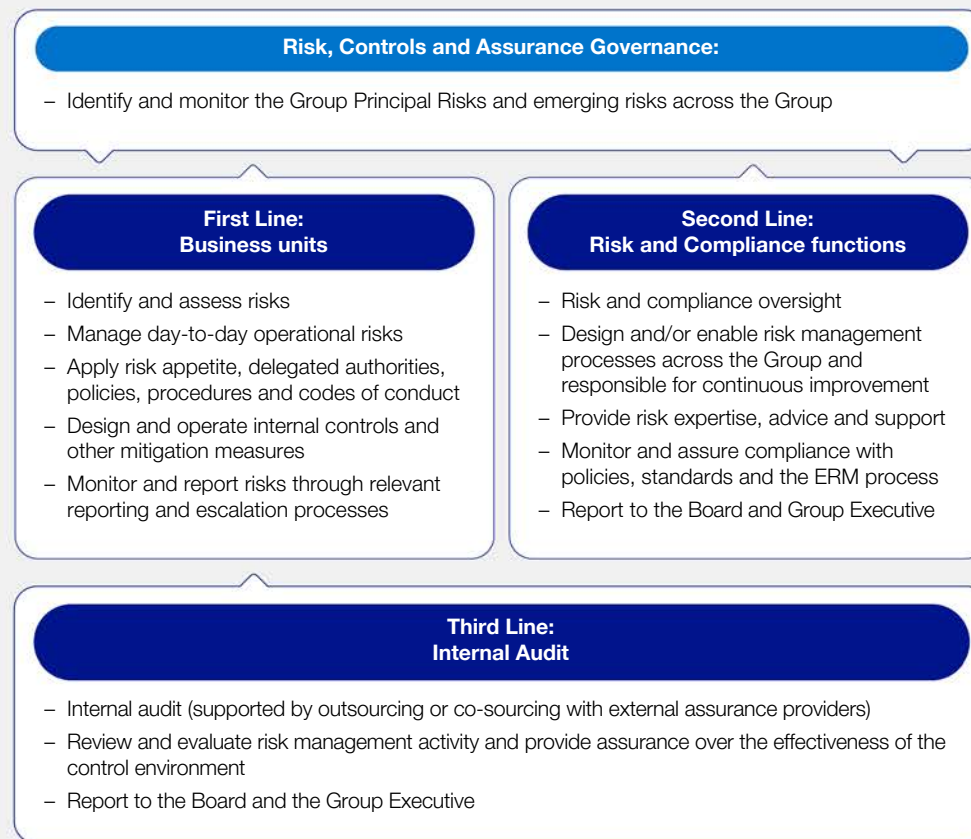 Risk, Controls and Assurance Governance:
– Identify and monitor the Group Principal Risks and emerging risks across the Group
First Line:
Business units
– Identify and assess risks
– Manage day-to-day operational risks
– Apply risk appetite, delegated authorities,
policies, procedures and codes of conduct
– Design and operate internal controls and
other mitigation measures
– Monitor and report risks through relevant
reporting and escalation processes
Second Line:
Risk and Compliance functions
– Risk and compliance oversight
– Design and/or enable risk management
processes across the Group and
responsible for continuous improvement
– Provide risk expertise, advice and support
– Monitor and assure compliance with
policies, standards and the ERM process
– Report to the Board and Group Executive
Third Line:
Internal Audit
– Internal audit (supported by outsourcing or co-sourcing with external assurance providers)
– Review and evaluate risk management activity and provide assurance over the effectiveness of the
control environment
– Report to the Board and the Group Executive